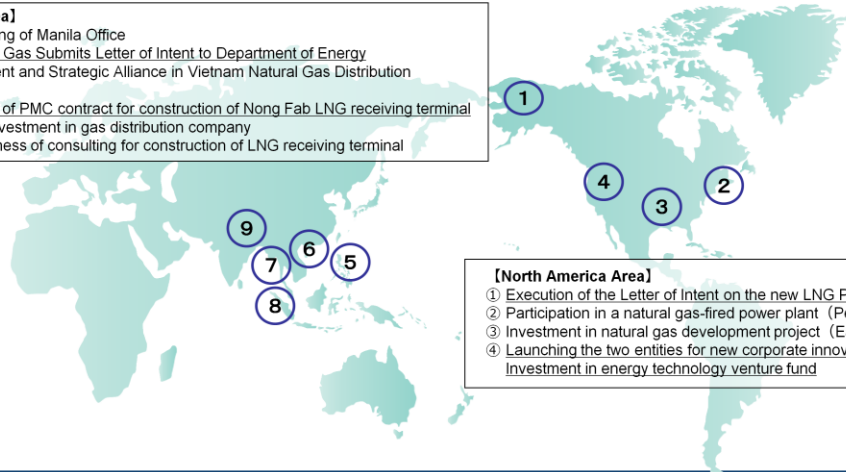 ea】
ng of Manila Office
Gas Submits Letter of Intent to Department of Energy
ent and Strategic Alliance in Vietnam Natural Gas Distribution
of PMC contract for construction of Nong Fab LNG receiving terminal
vestment in gas distribution company
ness of consulting for construction of LNG receiving terminal
1
4
2
3
9
6
7
5
8
【North America Area】
① Execution of the Letter of Intent on the new LNG P
② Participation in a natural gas-fired power plant（Pe
③ Investment in natural gas development project（E
④ Launching the two entities for new corporate innov
Investment in energy technology venture fund